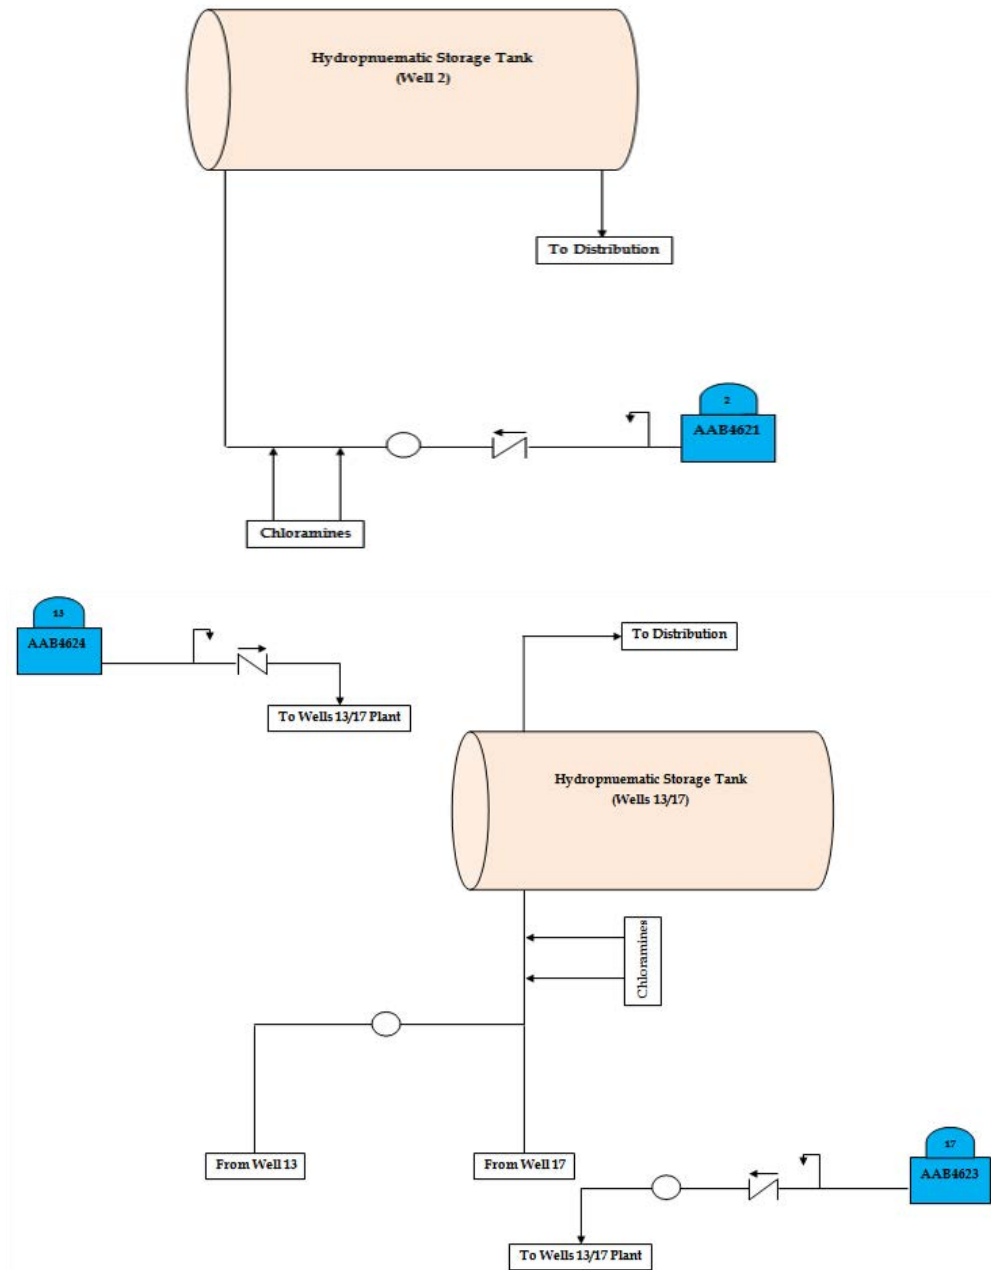 Hydropnuematic Storage Tank
(Well 2)
To Distribution
2
AAB4621
Chloramines
13
AAB4624
To Wells 13/17 Plant
To Distribution
Hydropnuematic Storage Tank
(Wells 13/17)
Chloramines
From Well 13
From Well 17
17
AAB4623
To Wells 13/17 Plant